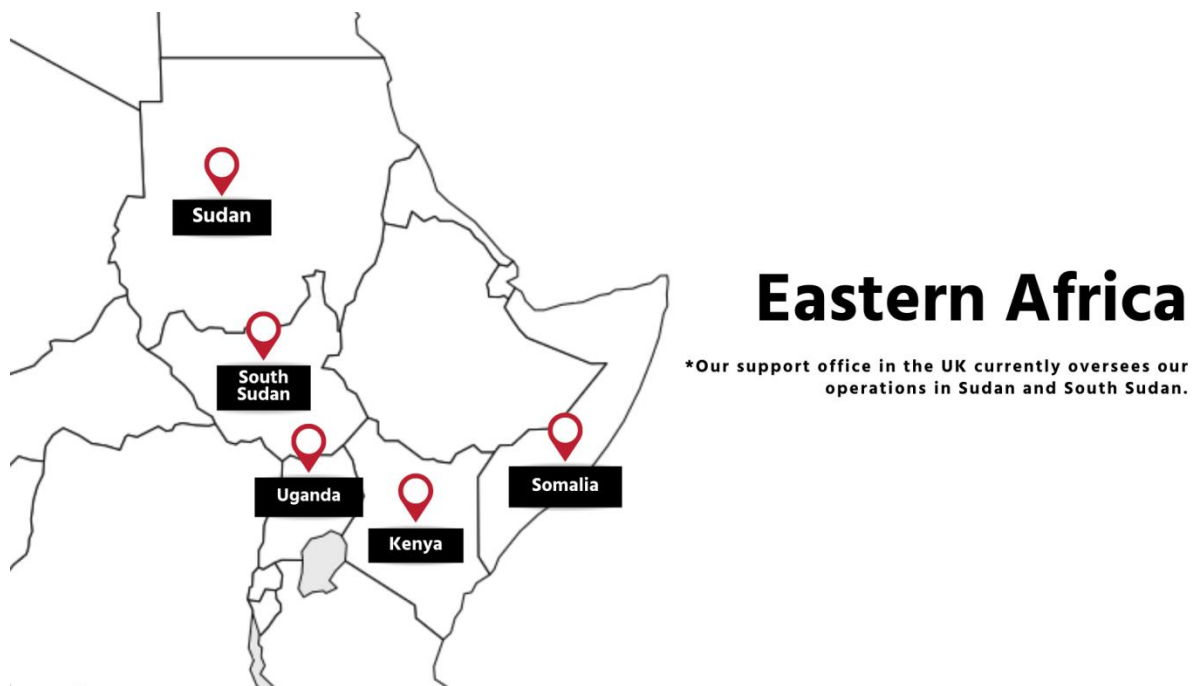 Sudan
Eastern Africa
*Our support office in the UK currently oversees our
operations in Sudan and South Sudan.
South
Sudan
Uganda
Somalia
Kenya